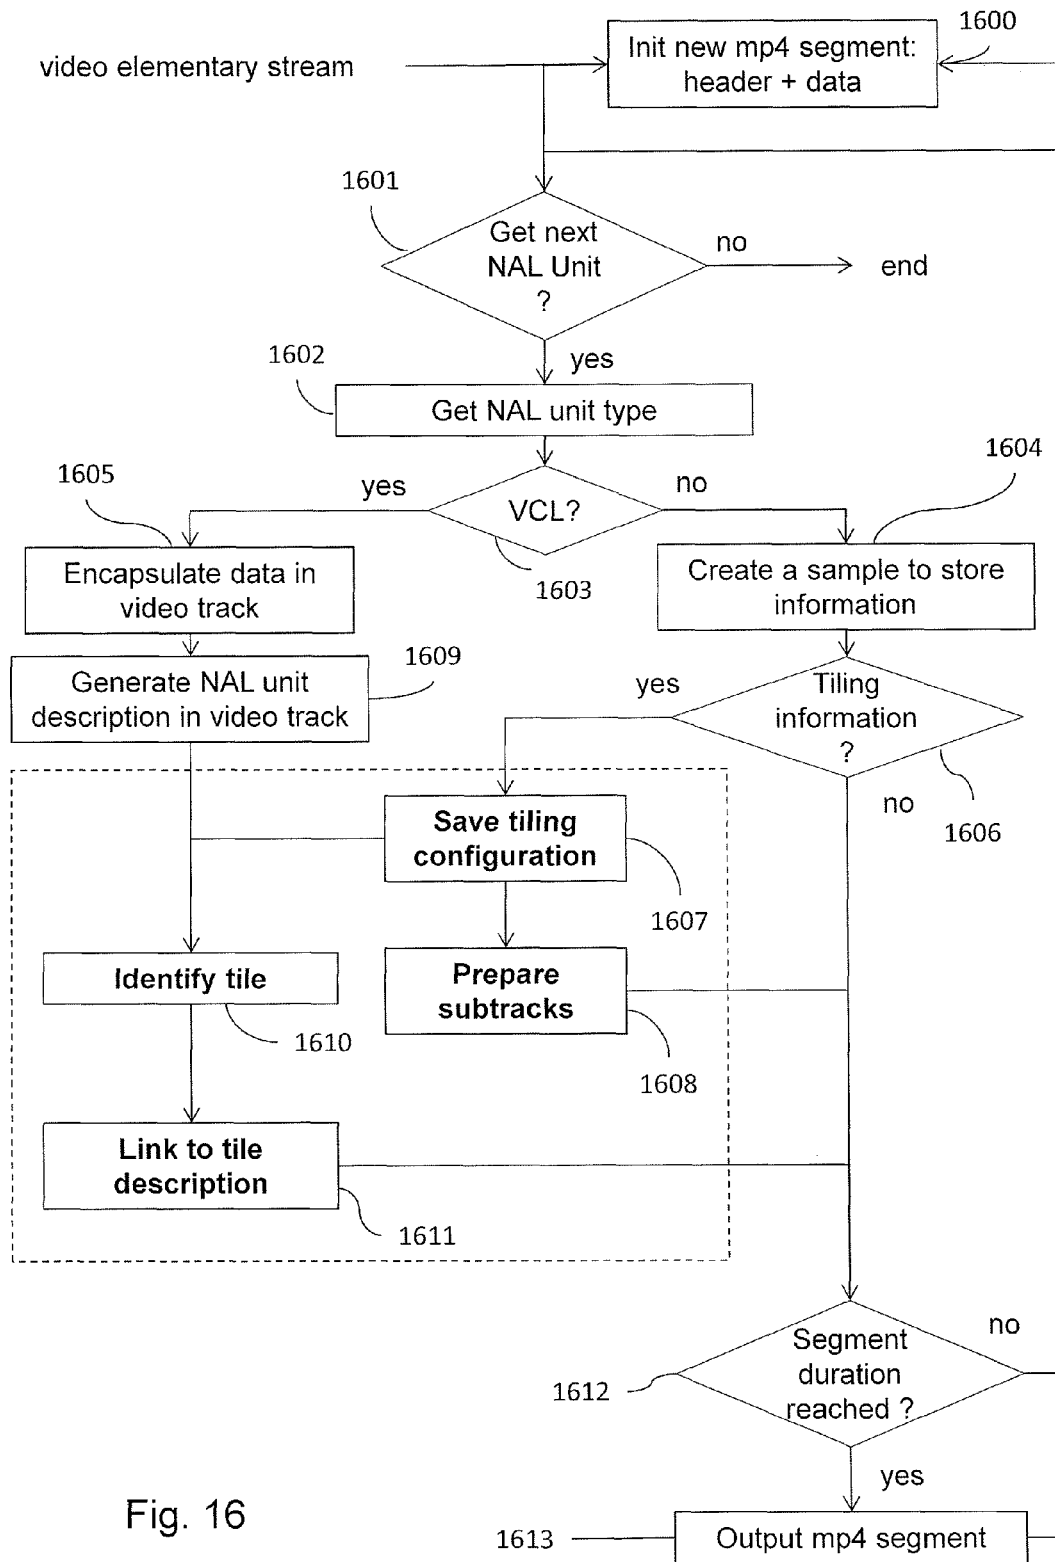 1600
Init new mp4 segment:
header + data
video elementary stream
1601
Get next
NAL Unit
?
no
end
yes
1602
Get NAL unit type
1605
yes
VCL?
no
1604
1603
Encapsulate data in
video track
Create a sample to store
information
1609
Generate NAL unit
description in video track
yes
Tiling
information
?
no
1606
Save tiling
configuration
1607
Identify tile
1610
Prepare
subtracks
1608
Link to tile
description
1611
Segment
duration
reached ?
no
1612
yes
Fig. 16
1613
Output mp4 segment